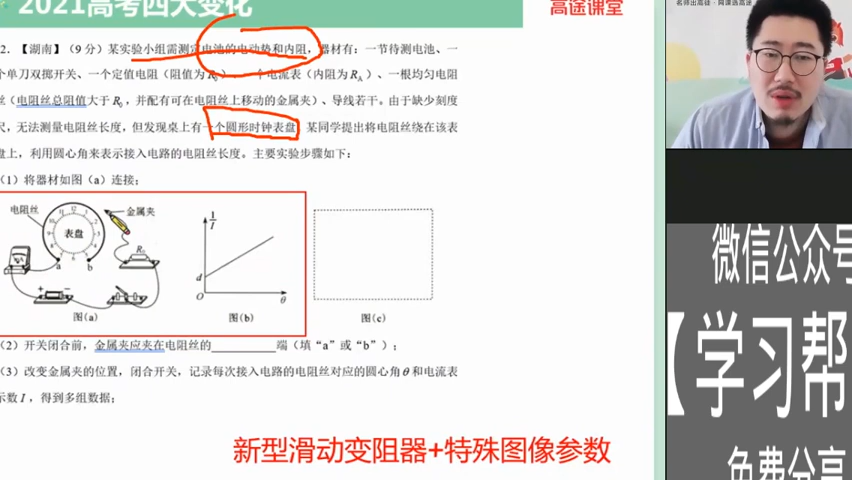 2021高考四大变化
高途课堂
名师出高徒·网课选高途
2.【湖南】(9 分) 某实验小组需测定电池的电动势和内阻，器材有：一节待测电池、一
个单刀双掷开关、一个定值电阻（阻值为R₀）、一个电流表（内阻为R_A）、一根均匀电阻
丝（电阻丝总阻值大于R₀，并配有可在电阻丝上移动的金属夹）、导线若干。由于缺少刻度
尺，无法测量电阻丝长度，但发现桌上有一个圆形时钟表盘。某同学提出将电阻丝绕在该表
盘上，利用圆心角来表示接入电路的电阻丝长度。主要实验步骤如下：
(1) 将器材如图（a）连接；
电阻丝
金属夹
表盘
R₀
a
b
图(a)
1/I
d
O
θ
图(b)
图(c)
(2) 开关闭合前，金属夹应夹在电阻丝的________端（填“a”或“b”）；
(3) 改变金属夹的位置，闭合开关，记录每次接入电路的电阻丝对应的圆心角θ和电流表
示数I，得到多组数据；
新型滑动变阻器+特殊图像参数
微信公众号
【学习帮
免费分享